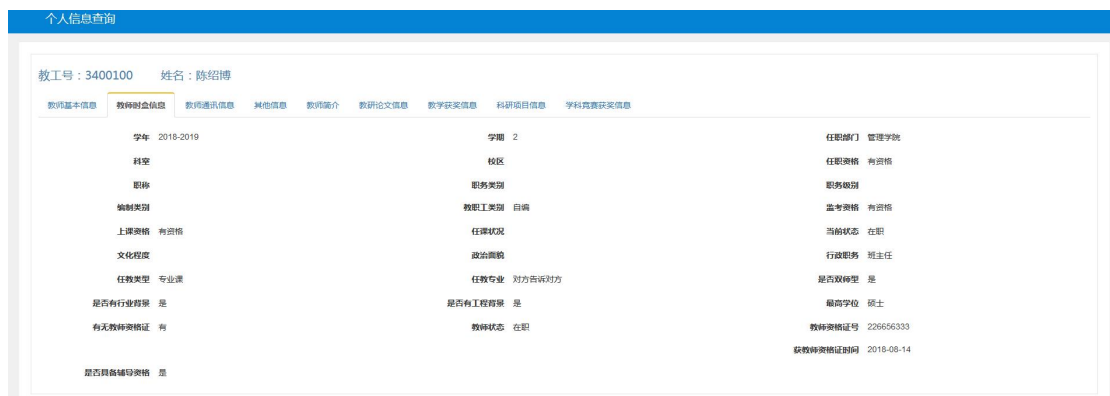 个人信息查询
教工号：3400100 姓名：陈绍博
教师基本信息 教师时盒信息 教师通讯信息 其他信息 教师简介 教研论文信息 教学获奖信息 科研项目信息 学科竞赛获奖信息
学年 2018-2019 学期 2 任职部门 管理学院
科室 校区 任职资格 有资格
职称 职务类别 职务级别
编制类别 教职工类别 自编 监考资格 有资格
上课资格 有资格 任课状况 当前状态 在职
文化程度 政治面貌 行政职务 班主任
任教类型 专业课 任教专业 对方告诉对方 是否双师型 是
是否有行业背景 是 是否有工程背景 是 最高学位 硕士
有无教师资格证 有 教师状态 在职 教师资格证号 226656333
获教师资格证时间 2018-08-14
是否具备辅导资格 是